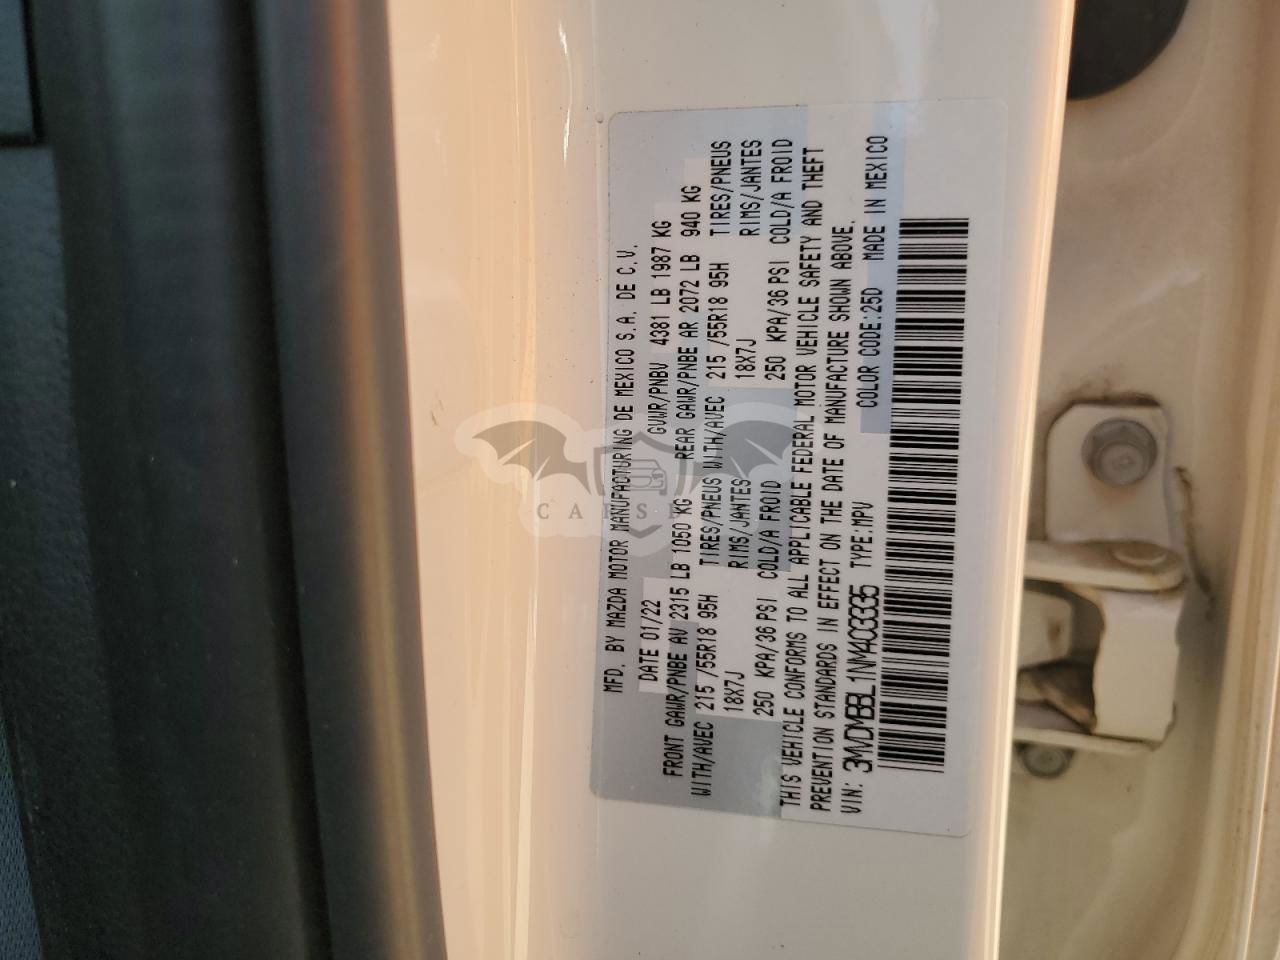 MFD. BY MAZDA MOTOR MANUFACTURING DE MEXICO S.A. DE C.V.
DATE 01/22 GVWR/PNBV 4381 LB 1987 KG
FRONT GAWR/PNBE AV 2315 LB 1050 KG REAR GAWR/PNBE AR 2072 LB 940 KG
WITH/AVEC 215 /55R18 95H TIRES/PNEUS WITH/AVEC 215 /55R18 95H TIRES/PNEUS
18X7J RIMS/JANTES 18X7J RIMS/JANTES
250 KPA/36 PSI COLD/A FROID 250 KPA/36 PSI COLD/A FROID
THIS VEHICLE CONFORMS TO ALL APPLICABLE FEDERAL MOTOR VEHICLE SAFETY AND THEFT
PREVENTION STANDARDS IN EFFECT ON THE DATE OF MANUFACTURE SHOWN ABOVE.
VIN: 3MVDMBBL1NM403335 TYPE:MPV COLOR CODE:25D MADE IN MEXICO